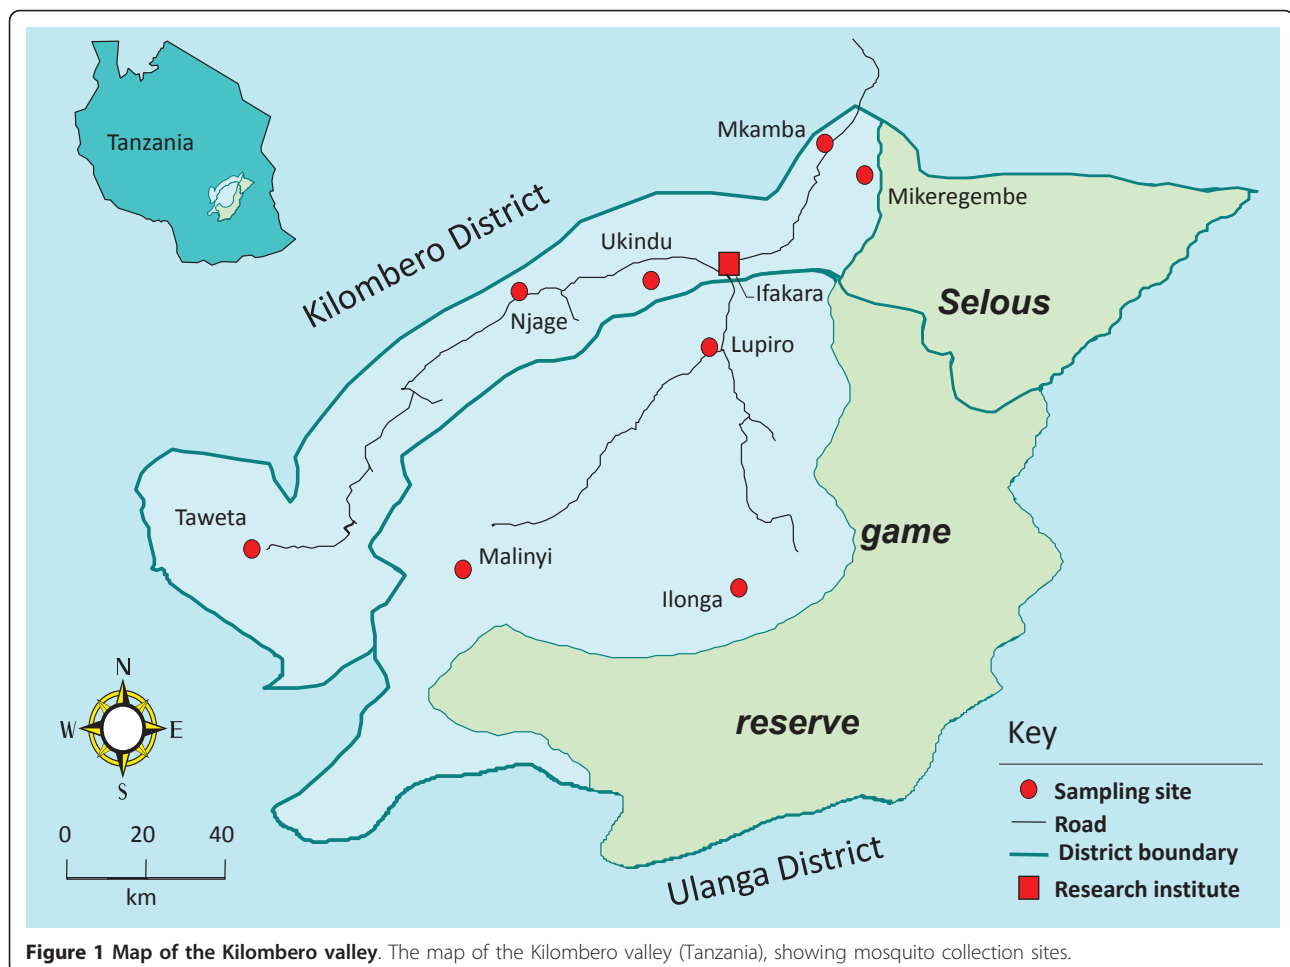 Tanzania
Mkamba
Mikeregembe
Kilombero District
Ukindu
Ifakara
Njage
Selous
Lupiro
Taweta
game
Malinyi
Ilonga
N
W E
S
reserve
Key
Sampling site
Road
District boundary
Research institute
0 20 40
km
Ulanga District
Figure 1 Map of the Kilombero valley. The map of the Kilombero valley (Tanzania), showing mosquito collection sites.